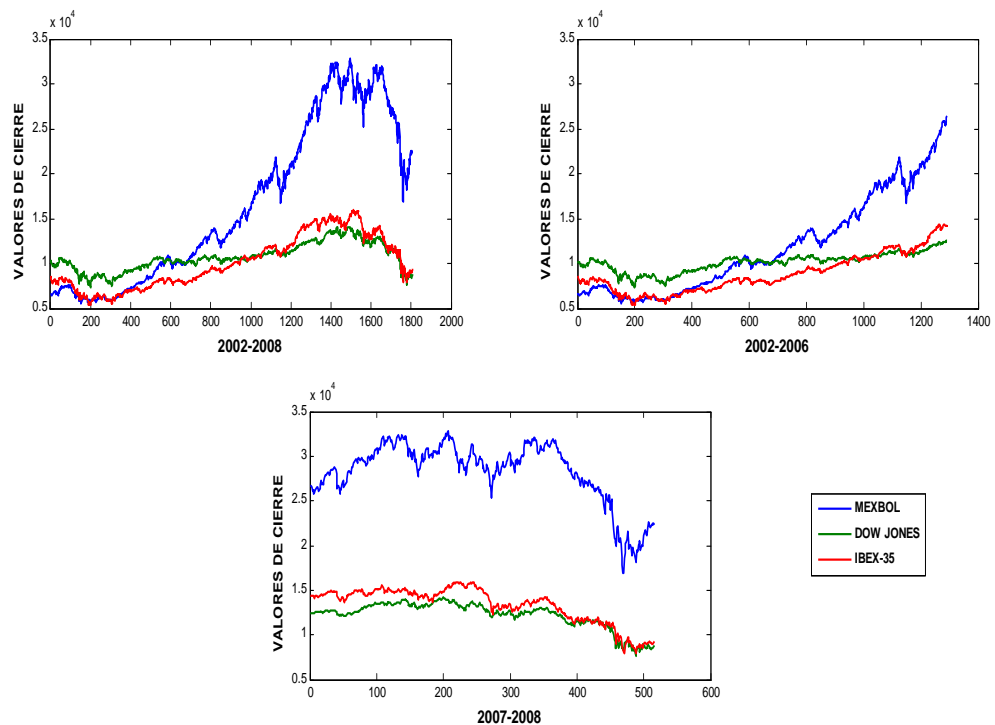 x 10^4
3.5
3
2.5
2
1.5
1
0.5
VALORES DE CIERRE
0 200 400 600 800 1000 1200 1400 1600 1800 2000
2002-2008
x 10^4
3.5
3
2.5
2
1.5
1
0.5
VALORES DE CIERRE
0 200 400 600 800 1000 1200 1400
2002-2006
x 10^4
3.5
3
2.5
2
1.5
1
0.5
VALORES DE CIERRE
0 100 200 300 400 500 600
2007-2008
MEXBOL
DOW JONES
IBEX-35